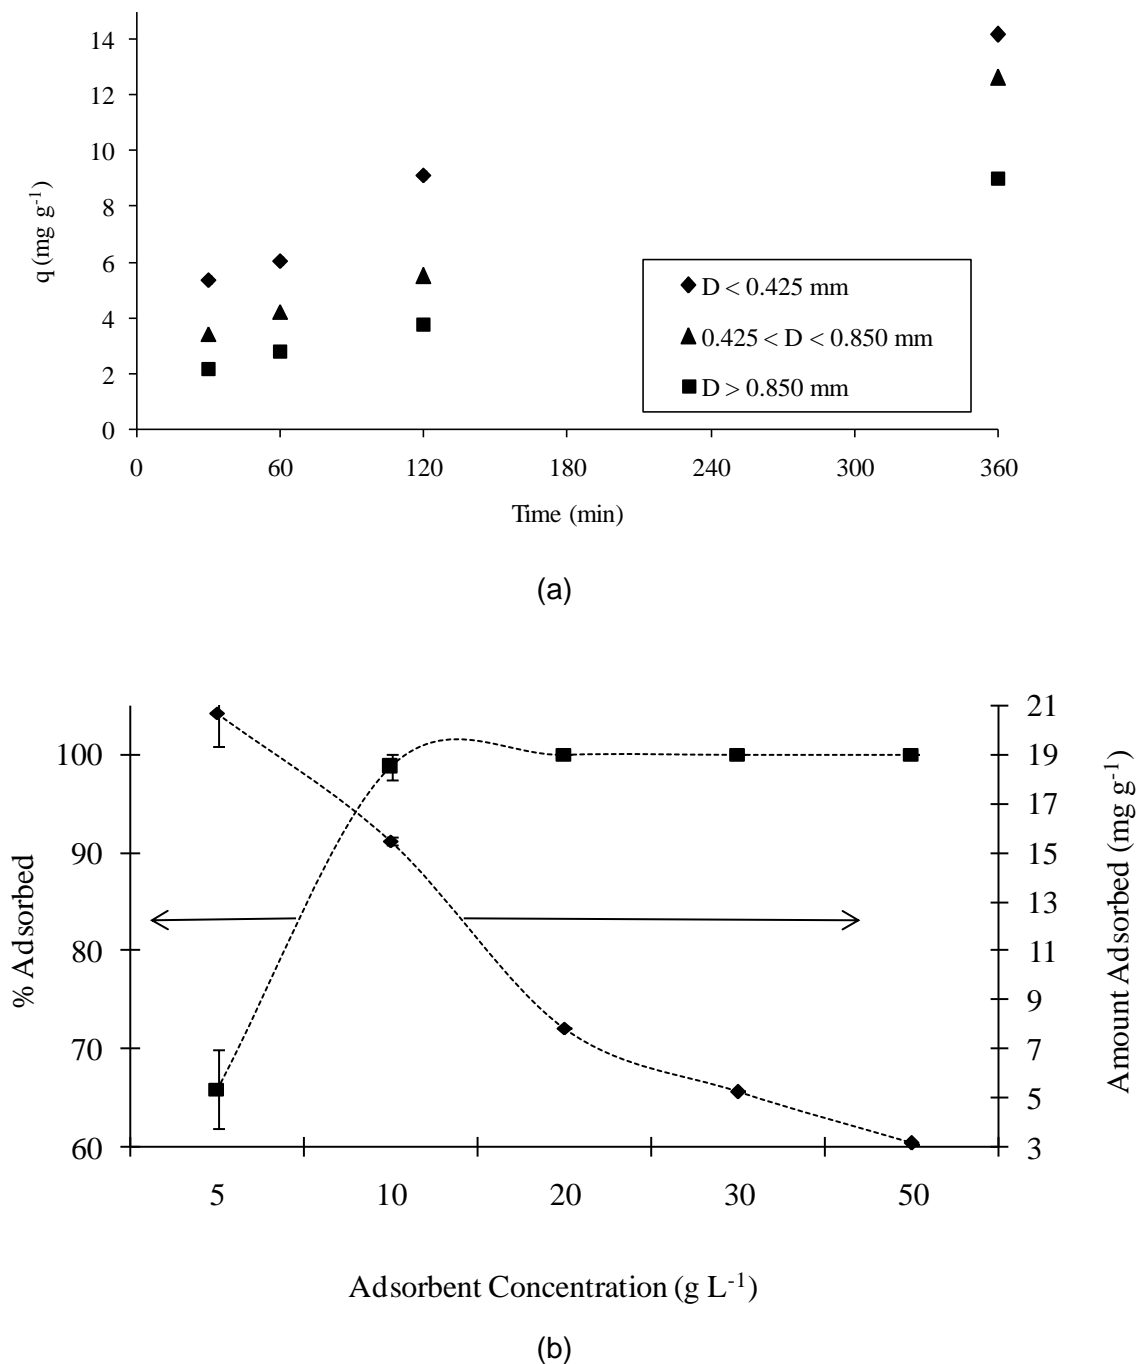 14
12
10
8
6
4
2
0
q (mg g-1)
0 60 120 180 240 300 360
Time (min)
D < 0.425 mm
0.425 < D < 0.850 mm
D > 0.850 mm
(a)
100
90
80
70
60
% Adsorbed
21
19
17
15
13
11
9
7
5
3
Amount Adsorbed (mg g-1)
5 10 20 30 50
Adsorbent Concentration (g L-1)
(b)